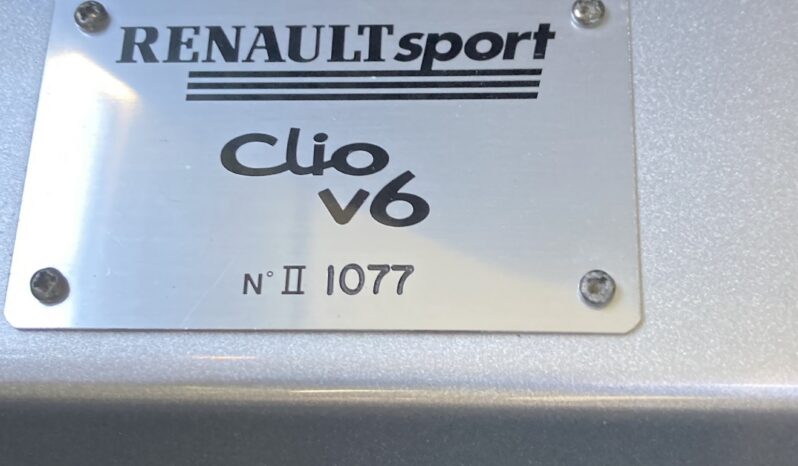 RENAULTsport
Clio
v6
N° II 1077